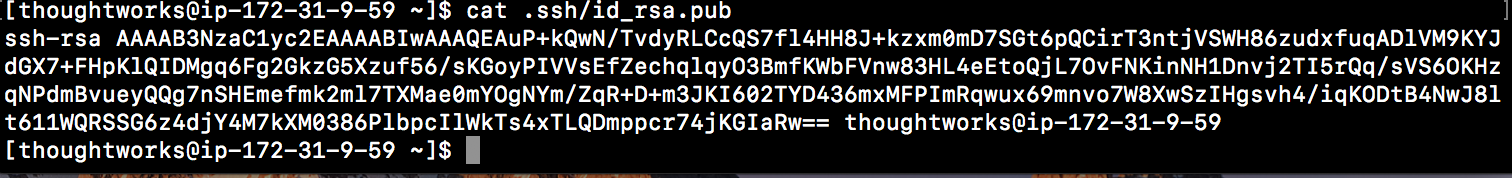 [thoughtworks@ip-172-31-9-59 ~]$ cat .ssh/id_rsa.pub
ssh-rsa AAAAB3NzaC1yc2EAAAABIwAAAQEAuP+kQwN/TvdyRLCcQS7fl4HH8J+kzxm0mD7SGt6pQCirT3ntjVSWH86zudxfuqADlVM9KYJ
dGX7+FHpKlQIDMgq6Fg2GkzG5Xzuf56/sKGoyPIVVsEfZechqlqyO3BmfKWbFVnw83HL4eEtoQjL7OvFNKinNH1Dnvj2TI5rQq/sVS6OKHz
qNPdmBvueyQQg7nSHEmefmk2ml7TXMae0mYOgNYm/ZqR+D+m3JKI602TYD436mxMFPImRqwux69mnvo7W8XwSzIHgsvh4/iqKODtB4NwJ8l
t611WQRSSG6z4djY4M7kXM0386PlbpcIlWkTs4xTLQDmppcr74jKGIaRw== thoughtworks@ip-172-31-9-59
[thoughtworks@ip-172-31-9-59 ~]$